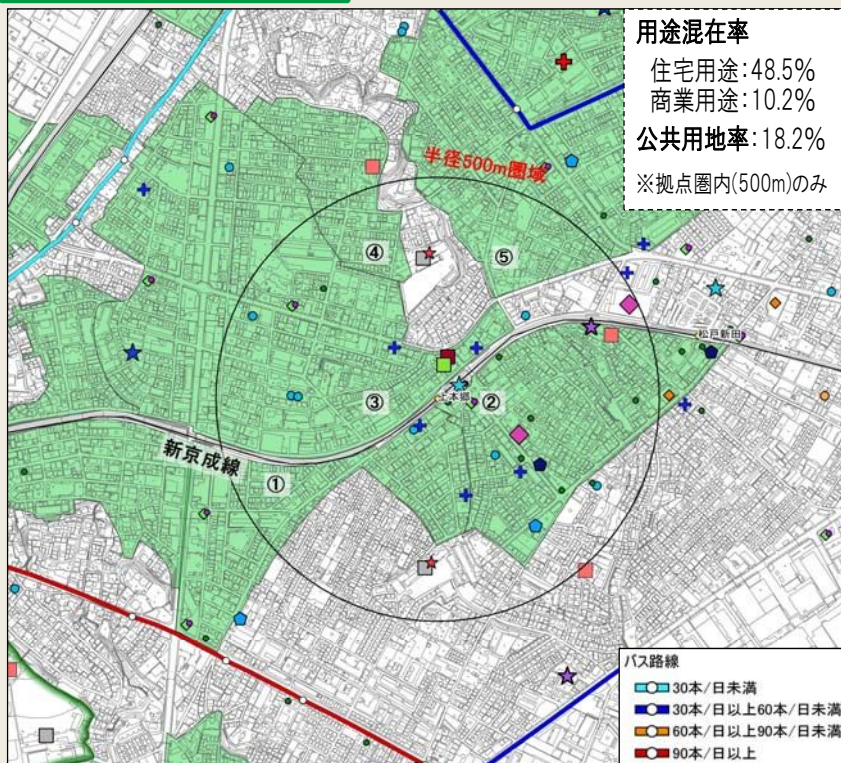 用途混在率
住宅用途:48.5%
商業用途:10.2%
公共用地率:18.2%
※拠点圏内(500m)のみ
半径500m圏域
④
⑤
松戸新田
上本郷
③
②
新京成線
①
バス路線
30本/日未満
30本/日以上60本/日未満
60本/日以上90本/日未満
90本/日以上